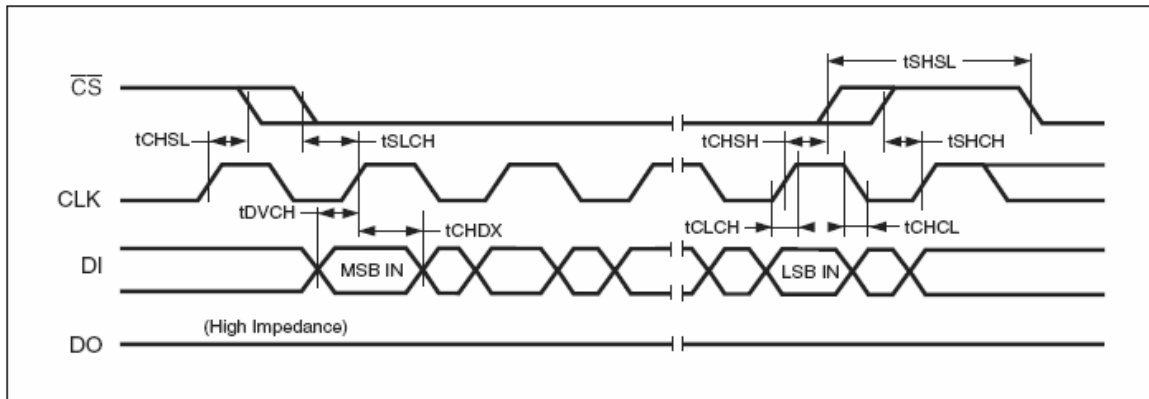 tSHSL
CS
tCHSL
tSLCH
tCHSH
tSHCH
CLK
tDVCH
tCHDX
tCLCH
tCHCL
DI
MSB IN
LSB IN
(High Impedance)
DO